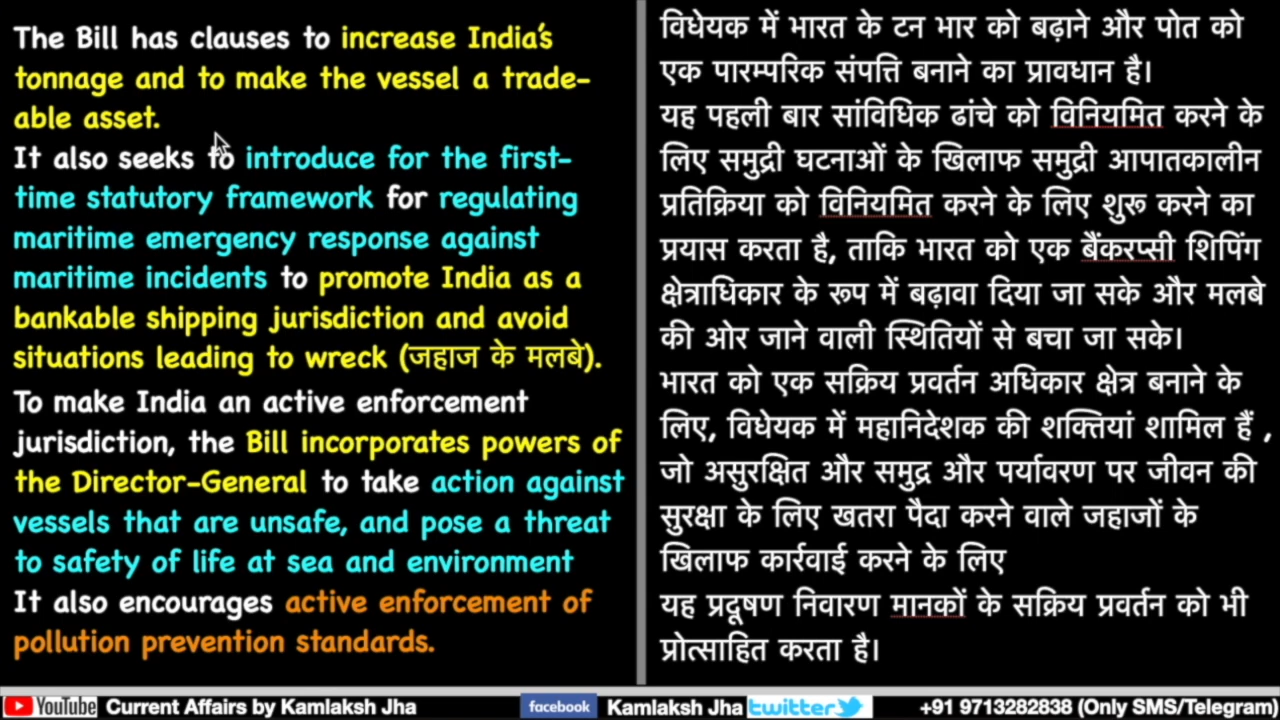 The Bill has clauses to increase India's
tonnage and to make the vessel a trade-
able asset.
It also seeks to introduce for the first-
time statutory framework for regulating
maritime emergency response against
maritime incidents to promote India as a
bankable shipping jurisdiction and avoid
situations leading to wreck (जहाज के मलबे).
To make India an active enforcement
jurisdiction, the Bill incorporates powers of
the Director-General to take action against
vessels that are unsafe, and pose a threat
to safety of life at sea and environment
It also encourages active enforcement of
pollution prevention standards.
विधेयक में भारत के टन भार को बढ़ाने और पोत को
एक पारम्परिक संपत्ति बनाने का प्रावधान है।
यह पहली बार सांविधिक ढांचे को विनियमित करने के
लिए समुद्री घटनाओं के खिलाफ समुद्री आपातकालीन
प्रतिक्रिया को विनियमित करने के लिए शुरू करने का
प्रयास करता है, ताकि भारत को एक बैंकरप्सी शिपिंग
क्षेत्राधिकार के रूप में बढ़ावा दिया जा सके और मलबे
की ओर जाने वाली स्थितियों से बचा जा सके।
भारत को एक सक्रिय प्रवर्तन अधिकार क्षेत्र बनाने के
लिए, विधेयक में महानिदेशक की शक्तियां शामिल हैं ,
जो असुरक्षित और समुद्र और पर्यावरण पर जीवन की
सुरक्षा के लिए खतरा पैदा करने वाले जहाजों के
खिलाफ कार्रवाई करने के लिए
यह प्रदूषण निवारण मानकों के सक्रिय प्रवर्तन को भी
प्रोत्साहित करता है।
YouTube Current Affairs by Kamlaksh Jha facebook Kamlaksh Jha twitter +91 9713282838 (Only SMS/Telegram)